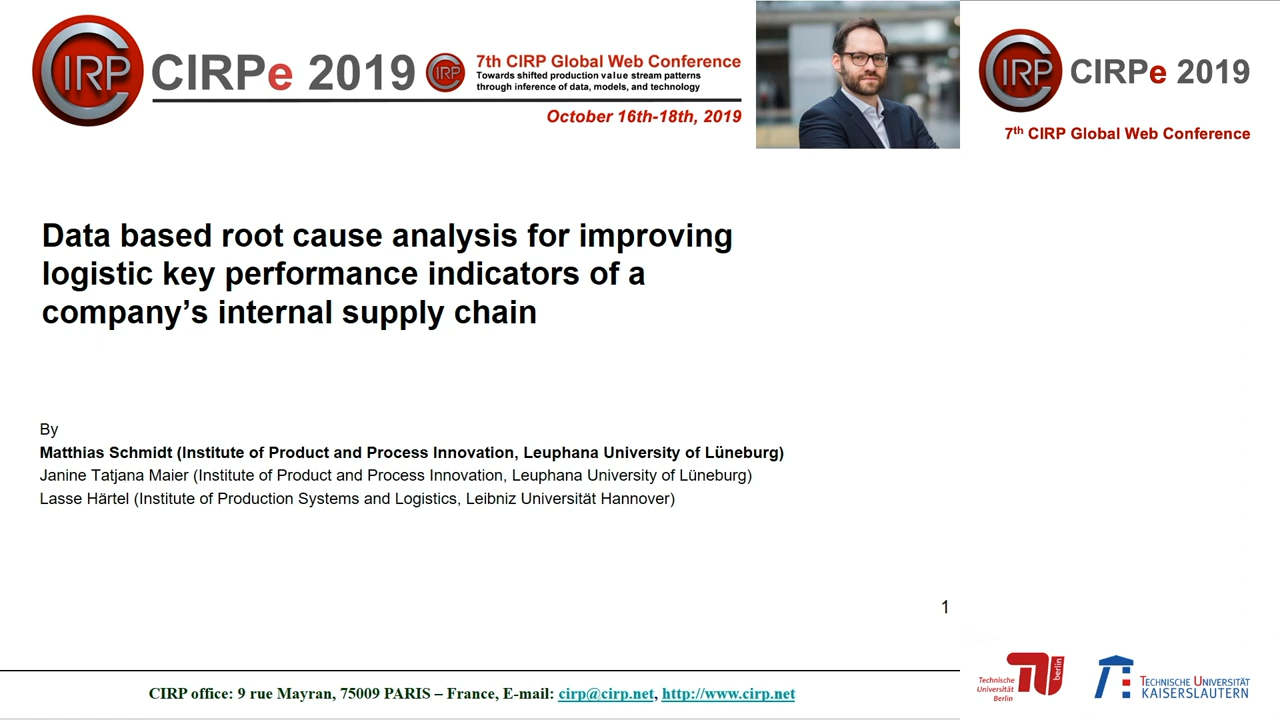 CIRP
CIRPe 2019
CIRP
7th CIRP Global Web Conference
Towards shifted production value stream patterns
through inference of data, models, and technology
October 16th-18th, 2019
CIRP
CIRPe 2019
7th CIRP Global Web Conference
Data based root cause analysis for improving
logistic key performance indicators of a
company's internal supply chain
By
Matthias Schmidt (Institute of Product and Process Innovation, Leuphana University of Lüneburg)
Janine Tatjana Maier (Institute of Product and Process Innovation, Leuphana University of Lüneburg)
Lasse Härtel (Institute of Production Systems and Logistics, Leibniz Universität Hannover)
1
CIRP office: 9 rue Mayran, 75009 PARIS – France, E-mail: cirp@cirp.net, http://www.cirp.net
Technische
Universität
Berlin
berlin
TECHNISCHE UNIVERSITÄT
KAISERSLAUTERN